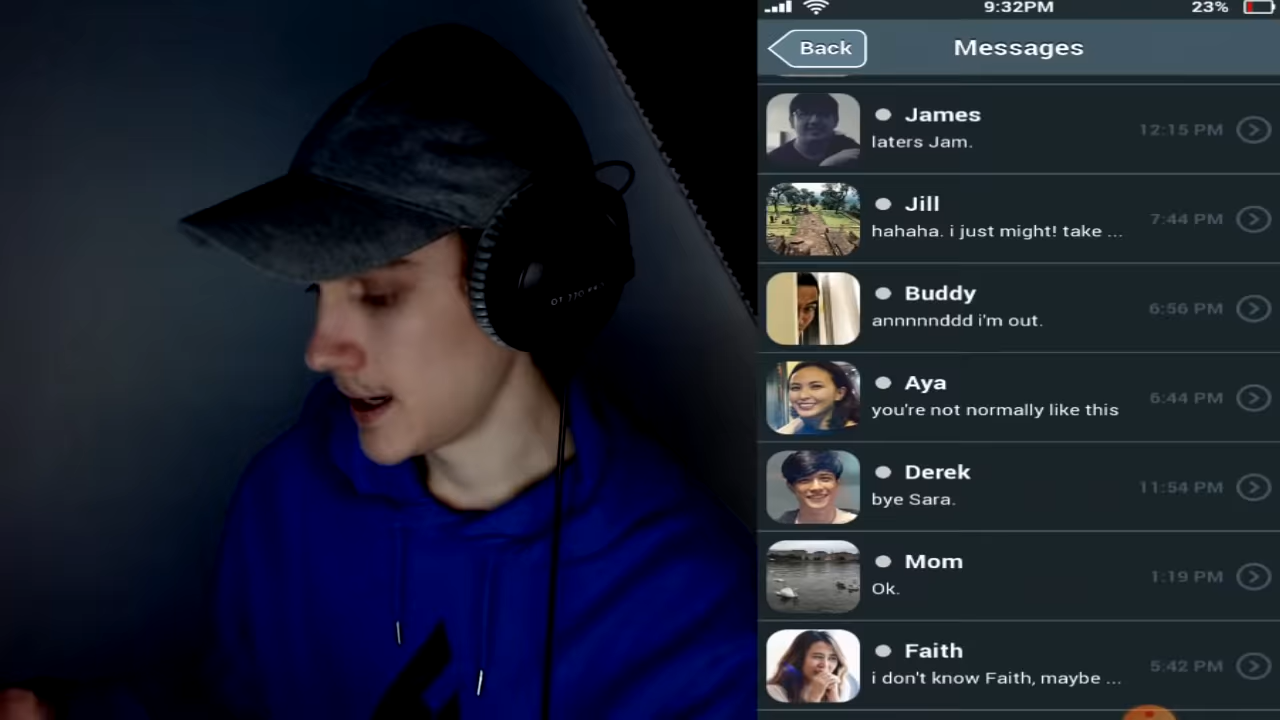 9:32PM
23%
Back
Messages
James
laters Jam.
12:15 PM
Jill
hahaha. i just might! take ...
7:44 PM
Buddy
annnnnddd i'm out.
6:56 PM
Aya
you're not normally like this
6:44 PM
Derek
bye Sara.
11:54 PM
Mom
Ok.
1:19 PM
Faith
i don't know Faith, maybe ...
5:42 PM